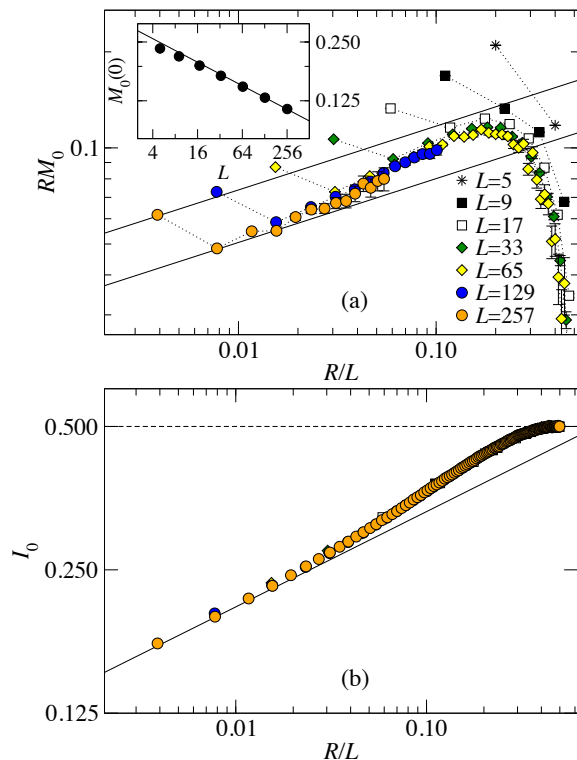 0.250
0.125
M₀(0)
4 16 64 256
L
RM₀
0.1
L=5
L=9
L=17
L=33
L=65
L=129
L=257
(a)
0.01 0.10
R/L
0.500
0.250
0.125
I₀
(b)
0.01 0.10
R/L